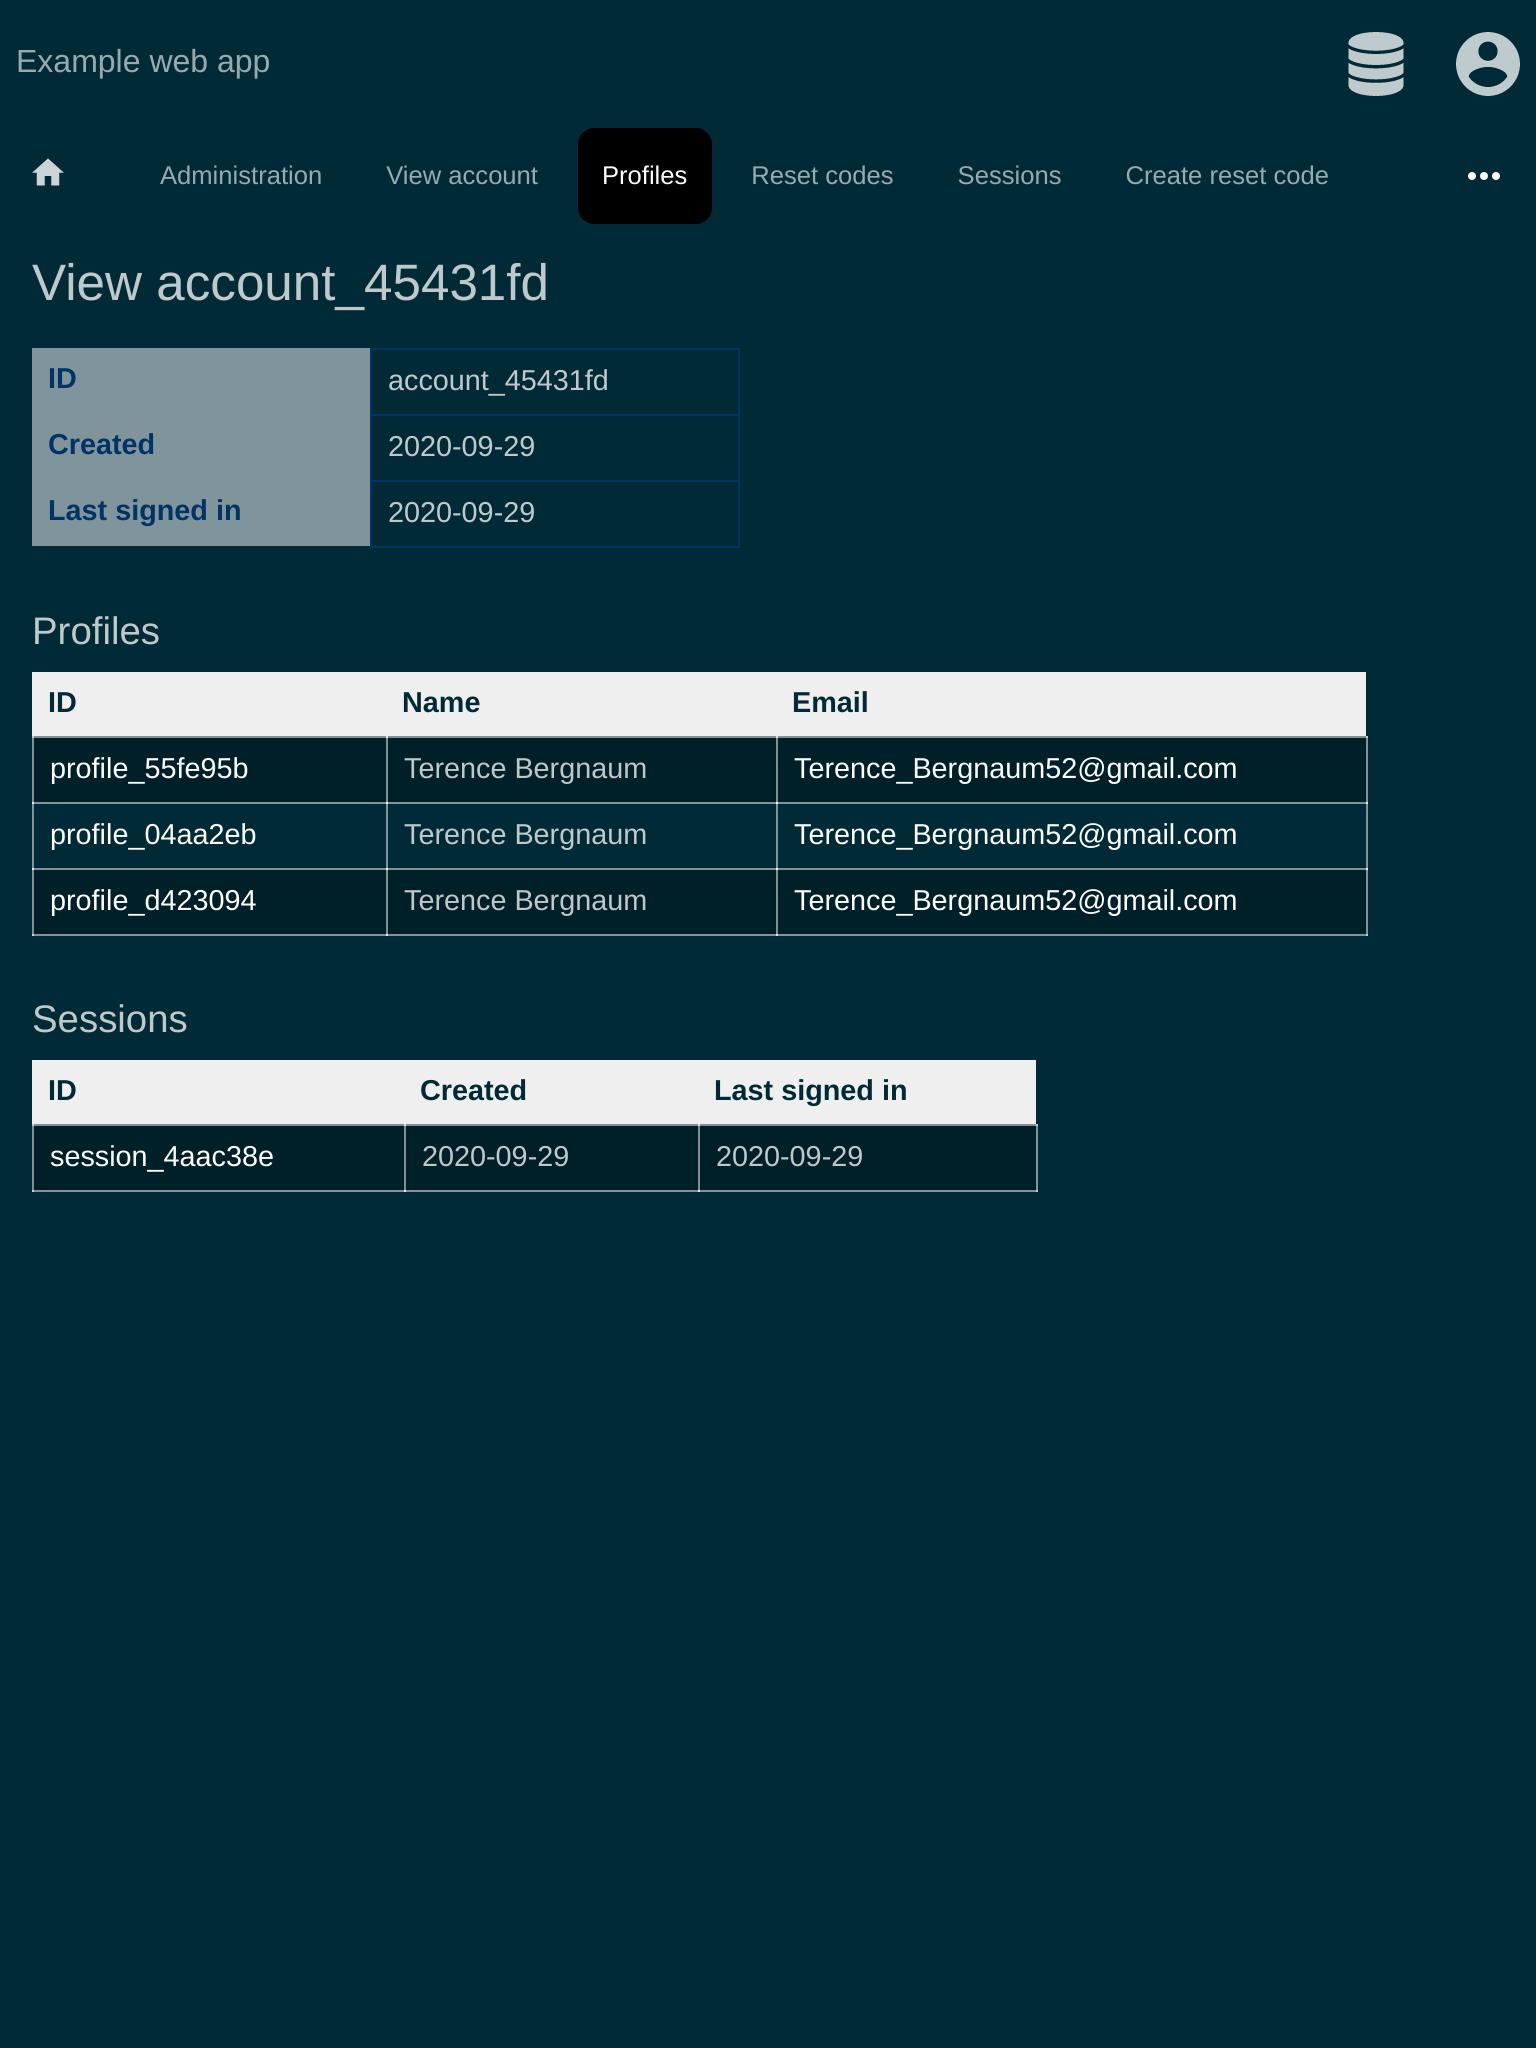 Example web app
Administration View account Profiles Reset codes Sessions Create reset code
View account_45431fd
ID account_45431fd
Created 2020-09-29
Last signed in 2020-09-29
Profiles
ID Name Email
profile_55fe95b Terence Bergnaum Terence_Bergnaum52@gmail.com
profile_04aa2eb Terence Bergnaum Terence_Bergnaum52@gmail.com
profile_d423094 Terence Bergnaum Terence_Bergnaum52@gmail.com
Sessions
ID Created Last signed in
session_4aac38e 2020-09-29 2020-09-29